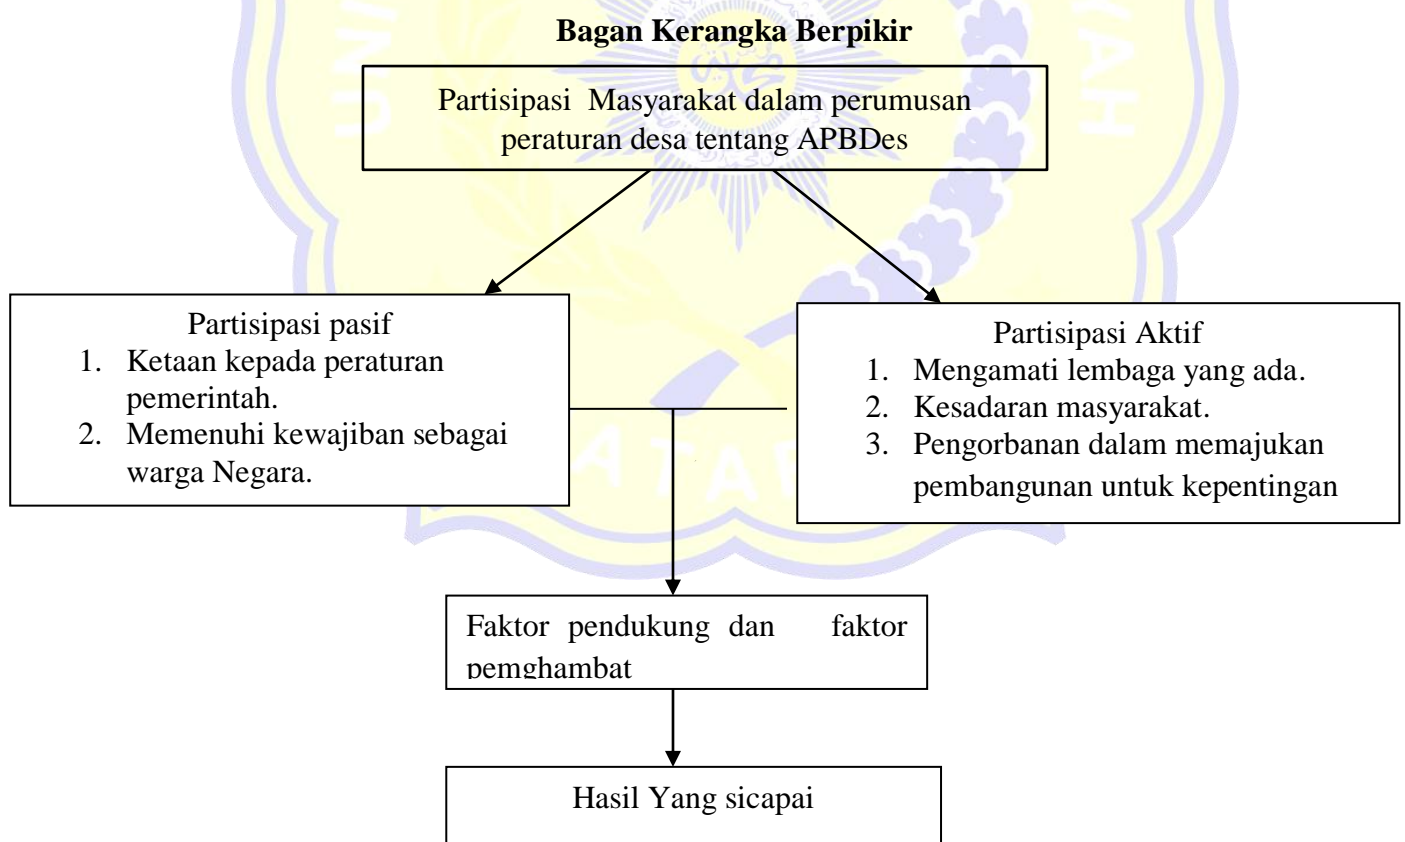 Bagan Kerangka Berpikir
Partisipasi Masyarakat dalam perumusan
peraturan desa tentang APBDes
Partisipasi pasif
1. Ketaan kepada peraturan
pemerintah.
2. Memenuhi kewajiban sebagai
warga Negara.
Partisipasi Aktif
1. Mengamati lembaga yang ada.
2. Kesadaran masyarakat.
3. Pengorbanan dalam memajukan
pembangunan untuk kepentingan
Faktor pendukung dan faktor
pemghambat
Hasil Yang sicapai